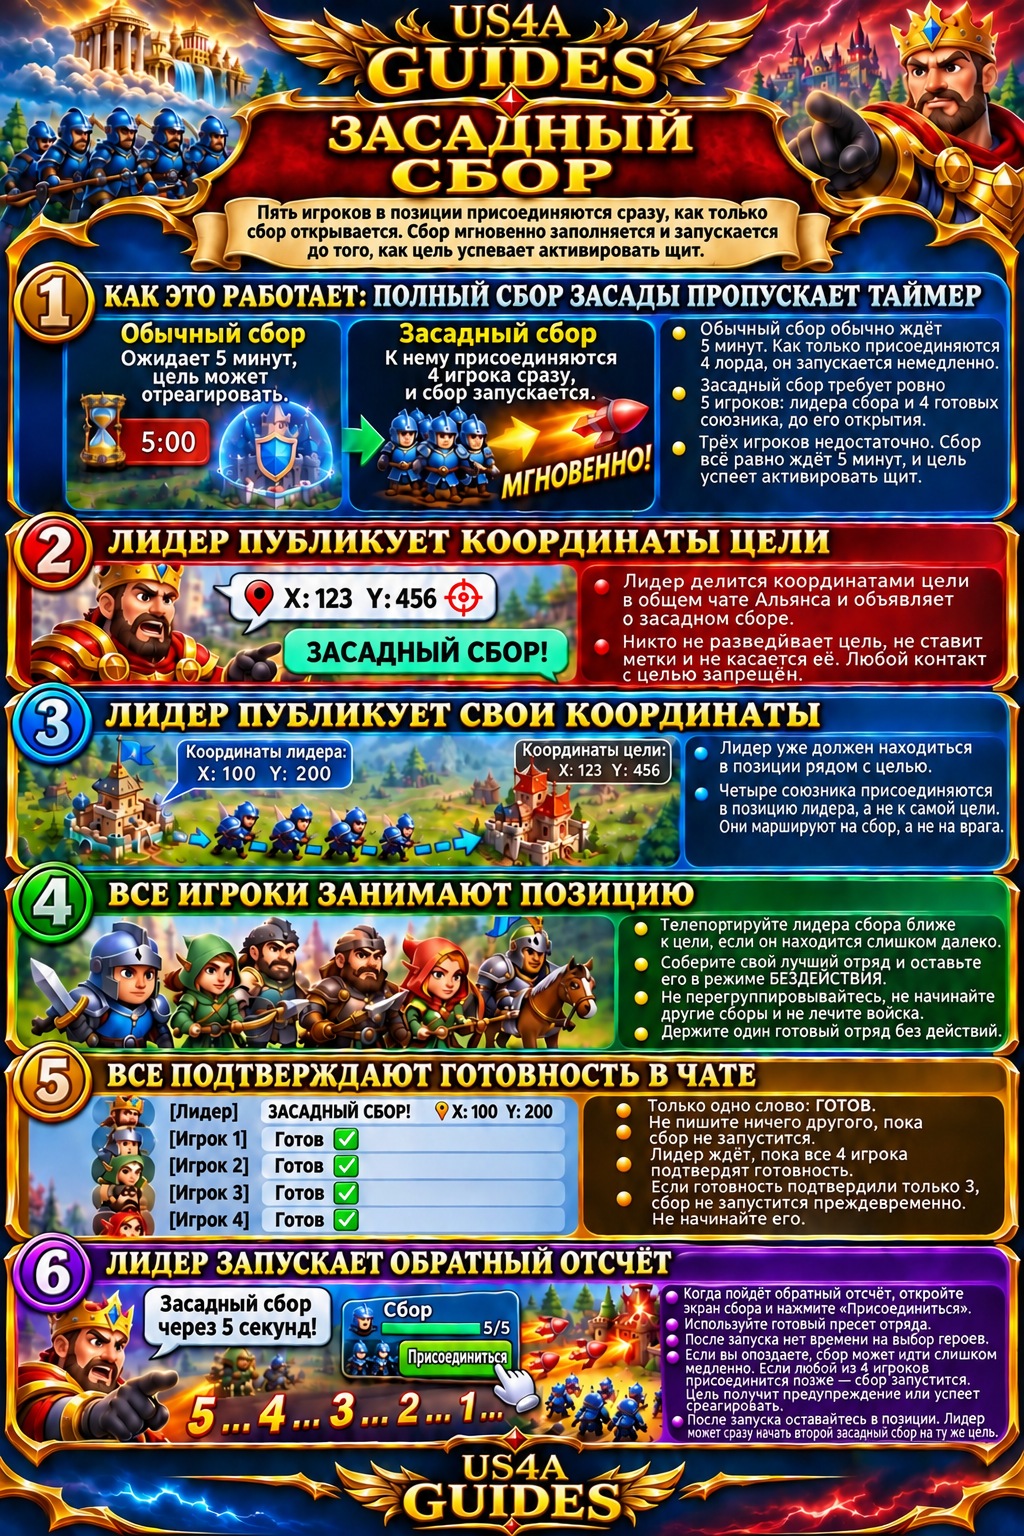 US4A
GUIDES
ЗАСАДНЫЙ
СБОР
Пять игроков в позиции присоединяются сразу, как только
сбор открывается. Сбор мгновенно заполняется и запускается
до того, как цель успевает активировать щит.
1
КАК ЭТО РАБОТАЕТ: ПОЛНЫЙ СБОР ЗАСАДЫ ПРОПУСКАЕТ ТАЙМЕР
Обычный сбор
Ожидает 5 минут,
цель может
отреагировать.
5:00
Засадный сбор
К нему присоединяются
4 игрока сразу,
и сбор запускается.
МГНОВЕННО!
Обычный сбор обычно ждёт
5 минут. Как только присоединяются
4 лорда, он запускается немедленно.
Засадный сбор требует ровно
5 игроков: лидера сбора и 4 готовых
союзника, до его открытия.
Трёх игроков недостаточно. Сбор
всё равно ждёт 5 минут, и цель
успеет активировать щит.
2
ЛИДЕР ПУБЛИКУЕТ КООРДИНАТЫ ЦЕЛИ
X: 123 Y: 456
ЗАСАДНЫЙ СБОР!
Лидер делится координатами цели
в общем чате Альянса и объявляет
о засадном сборе.
Никто не разведйвает цель, не ставит
метки и не касается её. Любой контакт
с целью запрещён.
3
ЛИДЕР ПУБЛИКУЕТ СВОИ КООРДИНАТЫ
Координаты лидера:
X: 100 Y: 200
Координаты цели:
X: 123 Y: 456
Лидер уже должен находиться
в позиции рядом с целью.
Четыре союзника присоединяются
в позицию лидера, а не к самой цели.
Они маршируют на сбор, а не на врага.
4
ВСЕ ИГРОКИ ЗАНИМАЮТ ПОЗИЦИЮ
Телепортируйте лидера сбора ближе
к цели, если он находится слишком далеко.
Соберите свой лучший отряд и оставьте
его в режиме БЕЗДЕЙСТВИЯ.
Не перегруппировывайтесь, не начинайте
другие сборы и не лечите войска.
Держите один готовый отряд без действий.
5
ВСЕ ПОДТВЕРЖДАЮТ ГОТОВНОСТЬ В ЧАТЕ
[Лидер] ЗАСАДНЫЙ СБОР! X: 100 Y: 200
[Игрок 1] Готов
[Игрок 2] Готов
[Игрок 3] Готов
[Игрок 4] Готов
Только одно слово: ГОТОВ.
Не пишите ничего другого, пока
сбор не запустится.
Лидер ждёт, пока все 4 игрока
подтвердят готовность.
Если готовность подтвердили только 3,
сбор не запустится преждевременно.
Не начинайте его.
6
ЛИДЕР ЗАПУСКАЕТ ОБРАТНЫЙ ОТСЧЁТ
Засадный сбор
через 5 секунд!
Сбор
5/5
Присоединиться
5... 4... 3... 2... 1...
Когда пойдёт обратный отсчёт, откройте
экран сбора и нажмите «Присоединиться».
Используйте готовый пресет отряда.
После запуска нет времени на выбор героев.
Если вы опоздаете, сбор может идти слишком
медленно. Если любой из 4 игроков
присоединится позже — сбор запустится.
Цель получит предупреждение или успеет
среагировать.
После запуска оставайтесь в позиции. Лидер
может сразу начать второй засадный сбор на ту же цель.
US4A
GUIDES